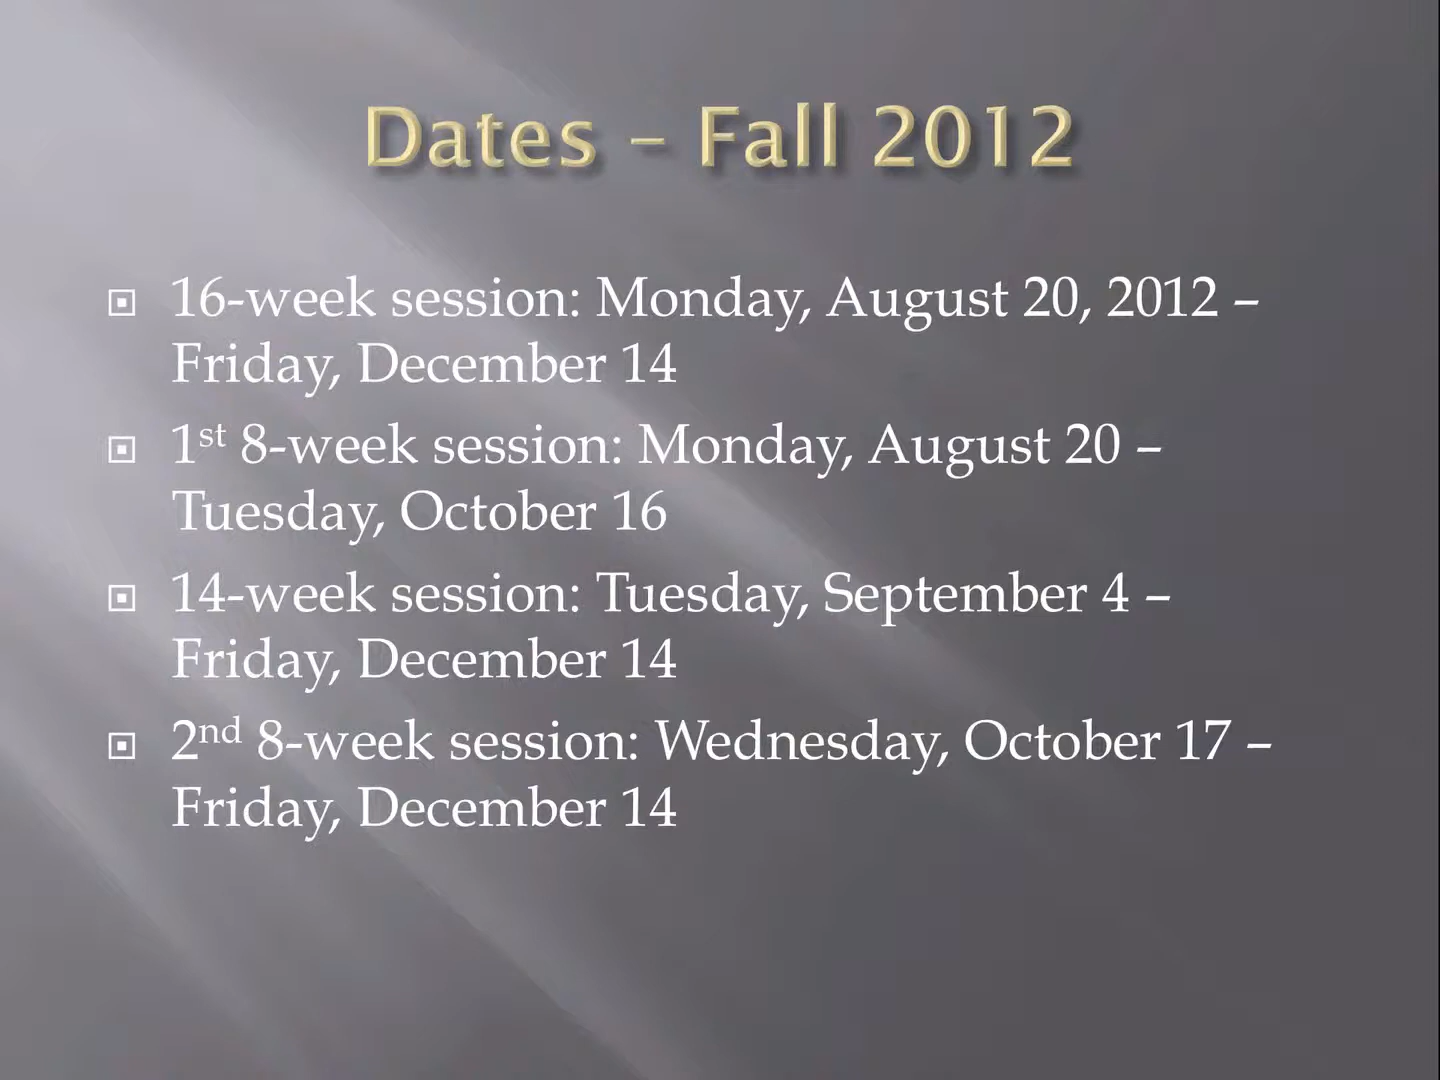 Dates – Fall 2012
16-week session: Monday, August 20, 2012 –
Friday, December 14
1st 8-week session: Monday, August 20 –
Tuesday, October 16
14-week session: Tuesday, September 4 –
Friday, December 14
2nd 8-week session: Wednesday, October 17 –
Friday, December 14